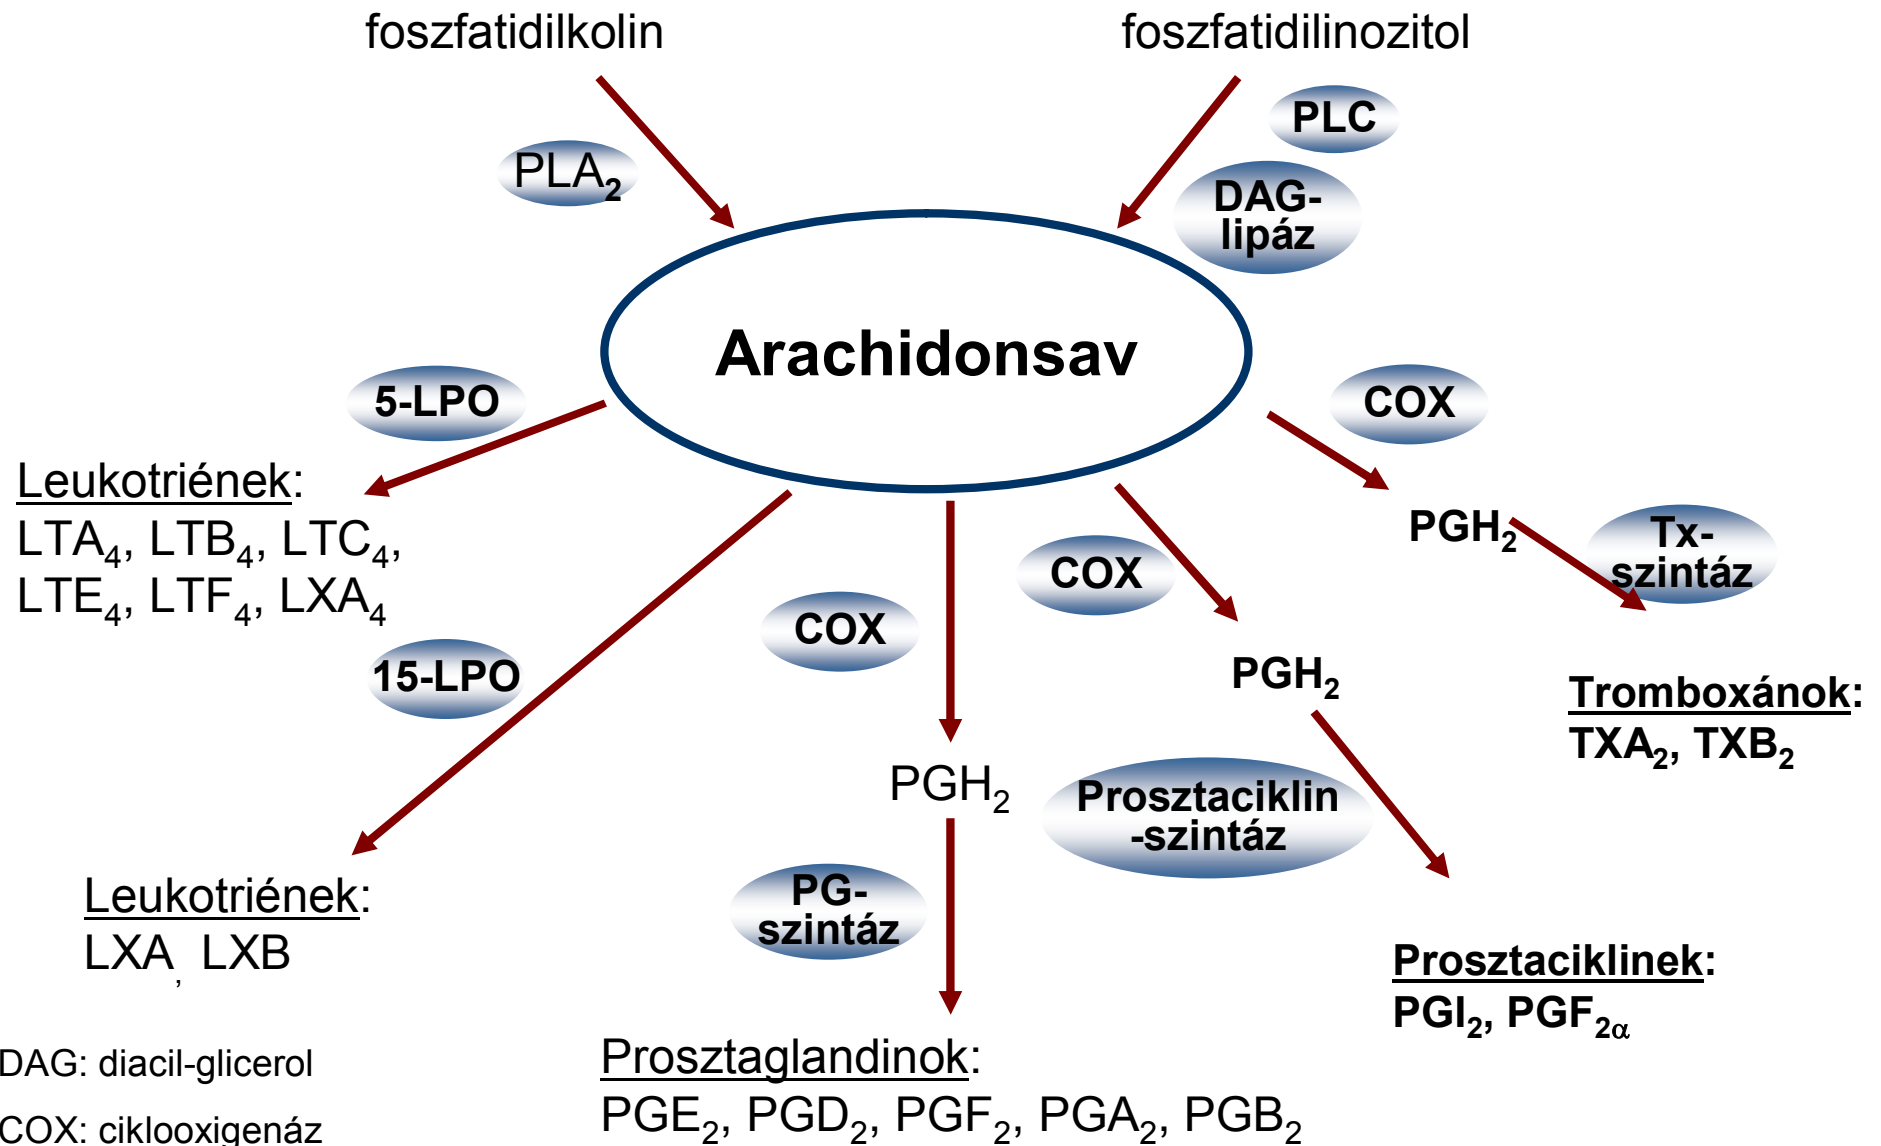 foszfatidilkolin
foszfatidilinozitol
PLC
PLA₂
DAG-
lipáz
Arachidonsav
5-LPO
COX
Leukotriének:
LTA₄, LTB₄, LTC₄,
LTE₄, LTF₄, LXA₄
PGH₂
Tx-
szintáz
COX
COX
15-LPO
PGH₂
Tromboxánok:
TXA₂, TXB₂
PGH₂
Prosztaciklin
-szintáz
Leukotriének:
LXA, LXB
PG-
szintáz
Prosztaciklinek:
PGI₂, PGF₂α
DAG: diacil-glicerol
COX: ciklooxigenáz
Prosztaglandinok:
PGE₂, PGD₂, PGF₂, PGA₂, PGB₂